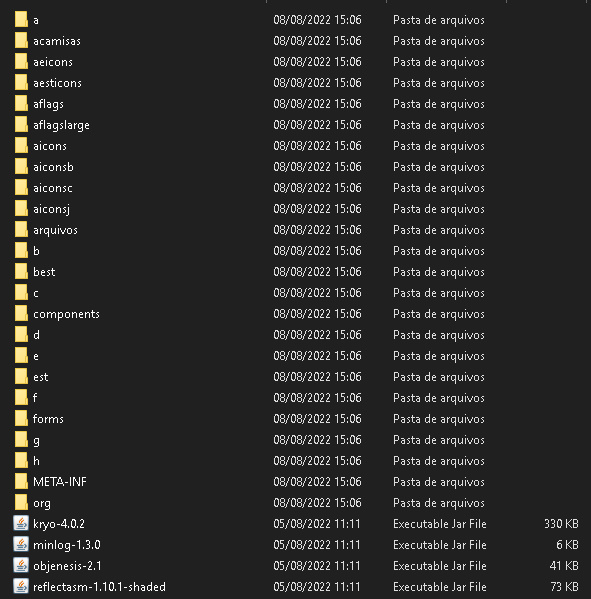 a 08/08/2022 15:06 Pasta de arquivos
acamisas 08/08/2022 15:06 Pasta de arquivos
aeicons 08/08/2022 15:06 Pasta de arquivos
aesticons 08/08/2022 15:06 Pasta de arquivos
aflags 08/08/2022 15:06 Pasta de arquivos
aflagslarge 08/08/2022 15:06 Pasta de arquivos
aicons 08/08/2022 15:06 Pasta de arquivos
aiconsb 08/08/2022 15:06 Pasta de arquivos
aiconsc 08/08/2022 15:06 Pasta de arquivos
aiconsj 08/08/2022 15:06 Pasta de arquivos
arquivos 08/08/2022 15:06 Pasta de arquivos
b 08/08/2022 15:06 Pasta de arquivos
best 08/08/2022 15:06 Pasta de arquivos
c 08/08/2022 15:06 Pasta de arquivos
components 08/08/2022 15:06 Pasta de arquivos
d 08/08/2022 15:06 Pasta de arquivos
e 08/08/2022 15:06 Pasta de arquivos
est 08/08/2022 15:06 Pasta de arquivos
f 08/08/2022 15:06 Pasta de arquivos
forms 08/08/2022 15:06 Pasta de arquivos
g 08/08/2022 15:06 Pasta de arquivos
h 08/08/2022 15:06 Pasta de arquivos
META-INF 08/08/2022 15:06 Pasta de arquivos
org 08/08/2022 15:06 Pasta de arquivos
kryo-4.0.2 05/08/2022 11:11 Executable Jar File 330 KB
minlog-1.3.0 05/08/2022 11:11 Executable Jar File 6 KB
objenesis-2.1 05/08/2022 11:11 Executable Jar File 41 KB
reflectasm-1.10.1-shaded 05/08/2022 11:11 Executable Jar File 73 KB